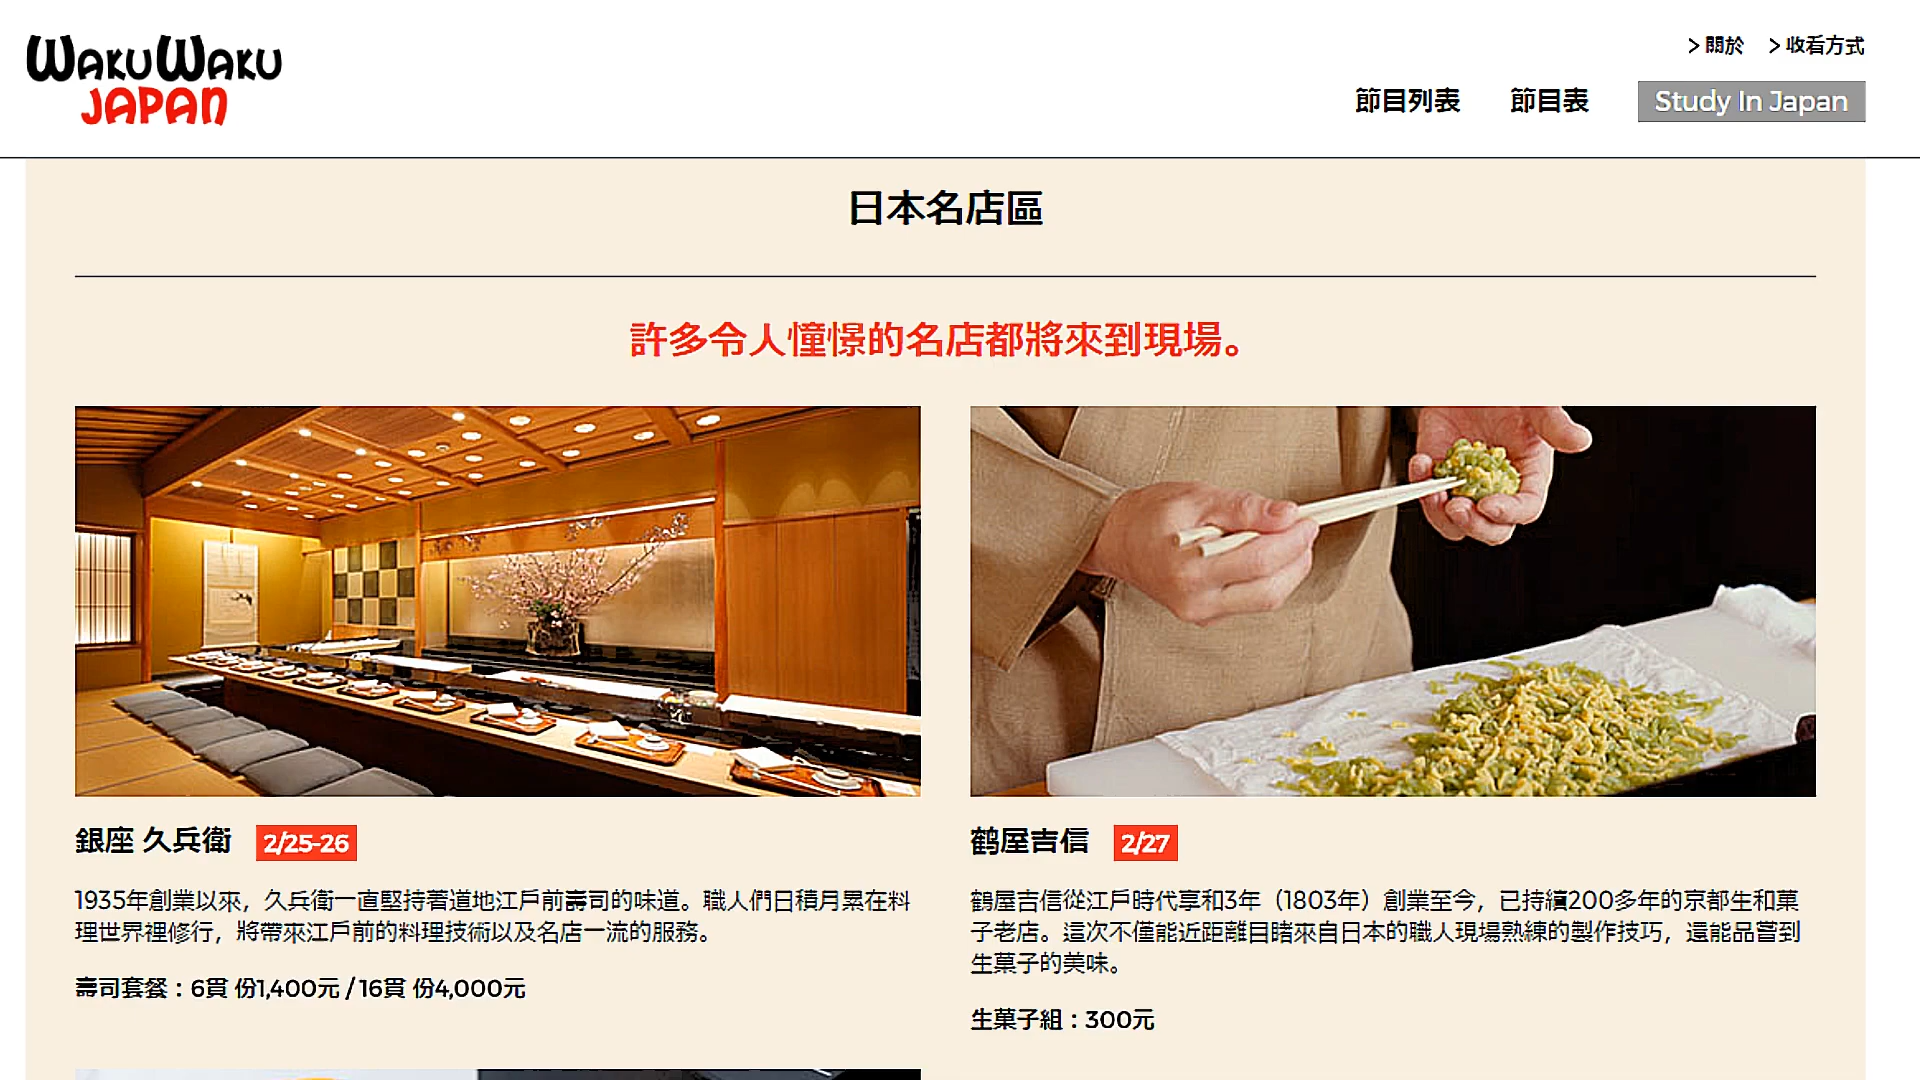 WAKUWAKU
JAPAN
> 關於
> 收看方式
節目列表
節目表
Study In Japan
日本名店區
許多令人憧憬的名店都將來到現場。
銀座 久兵衛
2/25-26
1935年創業以來，久兵衛一直堅持著道地江戶前壽司的味道。職人們日積月累在料
理世界裡修行，將帶來江戶前的料理技術以及名店一流的服務。
壽司套餐：6貫 份1,400元 / 16貫 份4,000元
鹤屋吉信
2/27
鶴屋吉信從江戶時代享和3年（1803年）創業至今，已持續200多年的京都生和菓
子老店。這次不僅能近距離目睹來自日本的職人現場熟練的製作技巧，還能品嘗到
生菓子的美味。
生菓子組：300元